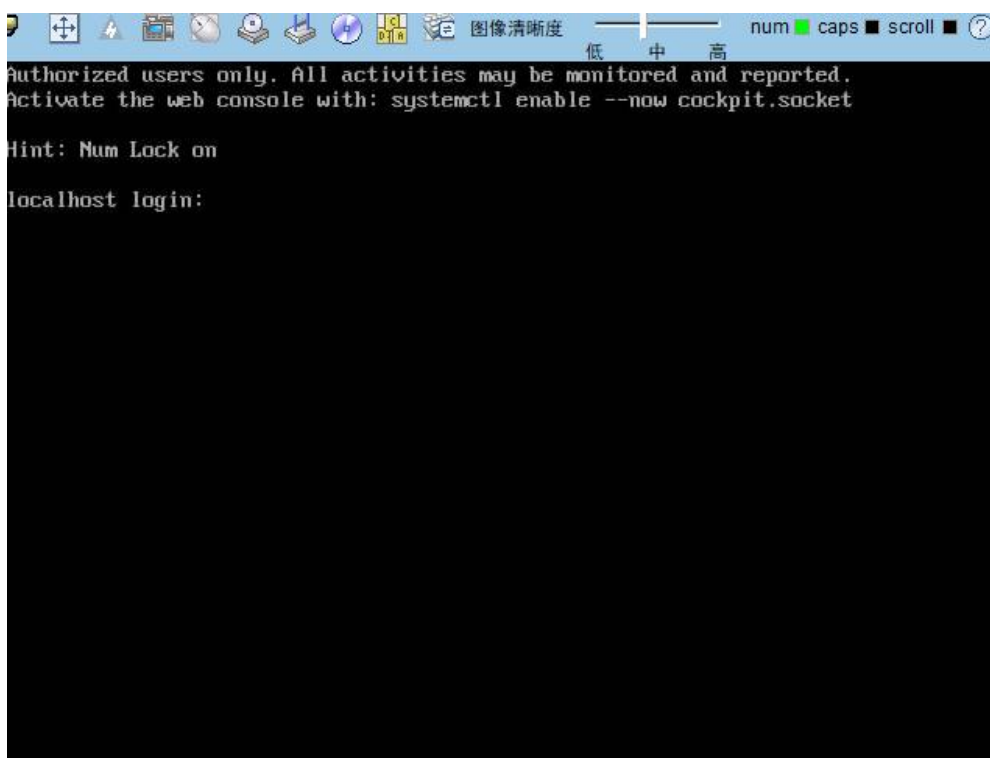 图像清晰度 num caps scroll ?
低 中 高
Authorized users only. All activities may be monitored and reported.
Activate the web console with: systemctl enable --now cockpit.socket
Hint: Num Lock on
localhost login: